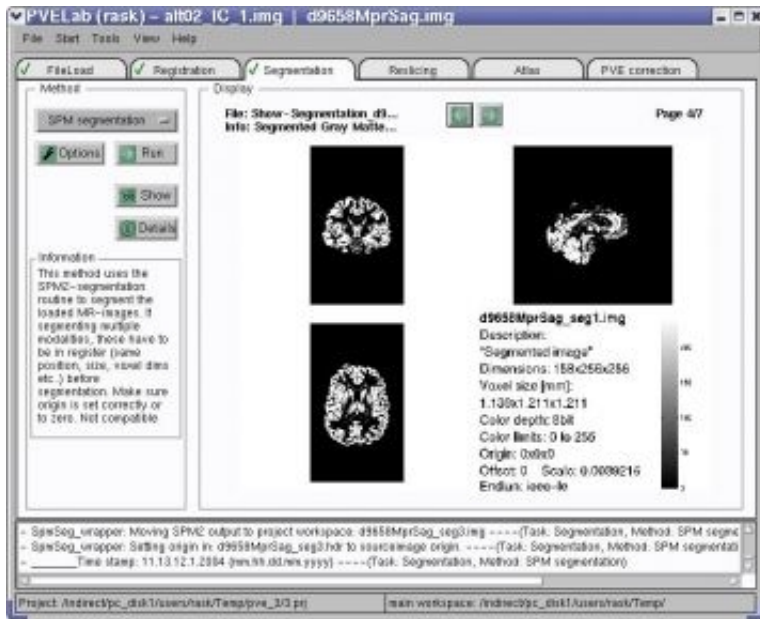 PVELab (rask) – alt02_IC_1.img | d9658MprSag.img
File Start Tools View Help
FileLoad
Registration
Segmentation
Reslicing
Atlas
PVE correction
Method
SPM segmentation
Options
Run
Show
Details
Information
This method uses the
SPM2-segmentation
routine to segment the
loaded MR-images. If
segmenting multiple
modalities, these have to
be in register (same
position, size, voxel dims
etc..) before
segmentation. Make sure
origin is set correctly or
to zero. Not compatible
Display
File: Show-Segmentation_d9...
Info: Segmented Gray Matte...
Page 4/7
d9658MprSag_seg1.img
Description:
"Segmented image"
Dimensions: 158x256x256
Voxel size [mm]:
1.138x1.211x1.211
Color depth: 8bit
Color limits: 0 to 256
Origin: 0x0x0
Offset: 0 Scale: 0.0039216
Endian: ieee-le
- SpmSeg_wrapper: Moving SPM2 output to project workspace: d9658MprSag_seg3.img ----(Task: Segmentation, Method: SPM segme
- SpmSeg_wrapper: Setting origin in: d9658MprSag_seg3.hdr to sourceimage origin. ----(Task: Segmentation, Method: SPM segmentati
- ______Time stamp: 11.13.12.1.2004 (mm.hh.dd.mm.yyyy) ----(Task: Segmentation, Method: SPM segmentation)
Project: /indirect/pc_disk1/users/rask/Temp/pve_3/3.prj
main workspace: /indirect/pc_disk1/users/rask/Temp/